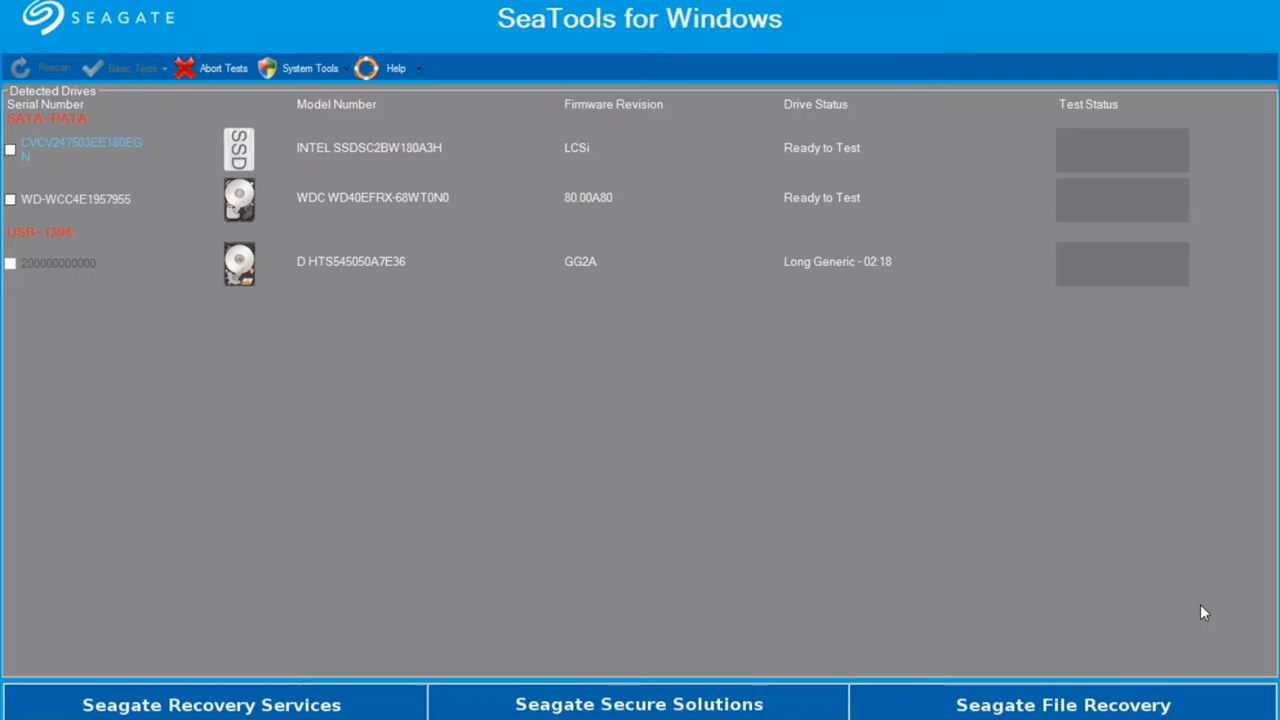 SEAGATE
SeaTools for Windows
Rescan Basic Tests Abort Tests System Tools Help
Detected Drives
Serial Number Model Number Firmware Revision Drive Status Test Status
SATA-PATA
CVCV247503EE180EG
N
SSD
INTEL SSDSC2BW180A3H LCSi Ready to Test
WD-WCC4E1957955 WDC WD40EFRX-68WT0N0 80.00A80 Ready to Test
USB-1394
200000000000 D HTS545050A7E36 GG2A Long Generic - 02:18
Seagate Recovery Services Seagate Secure Solutions Seagate File Recovery